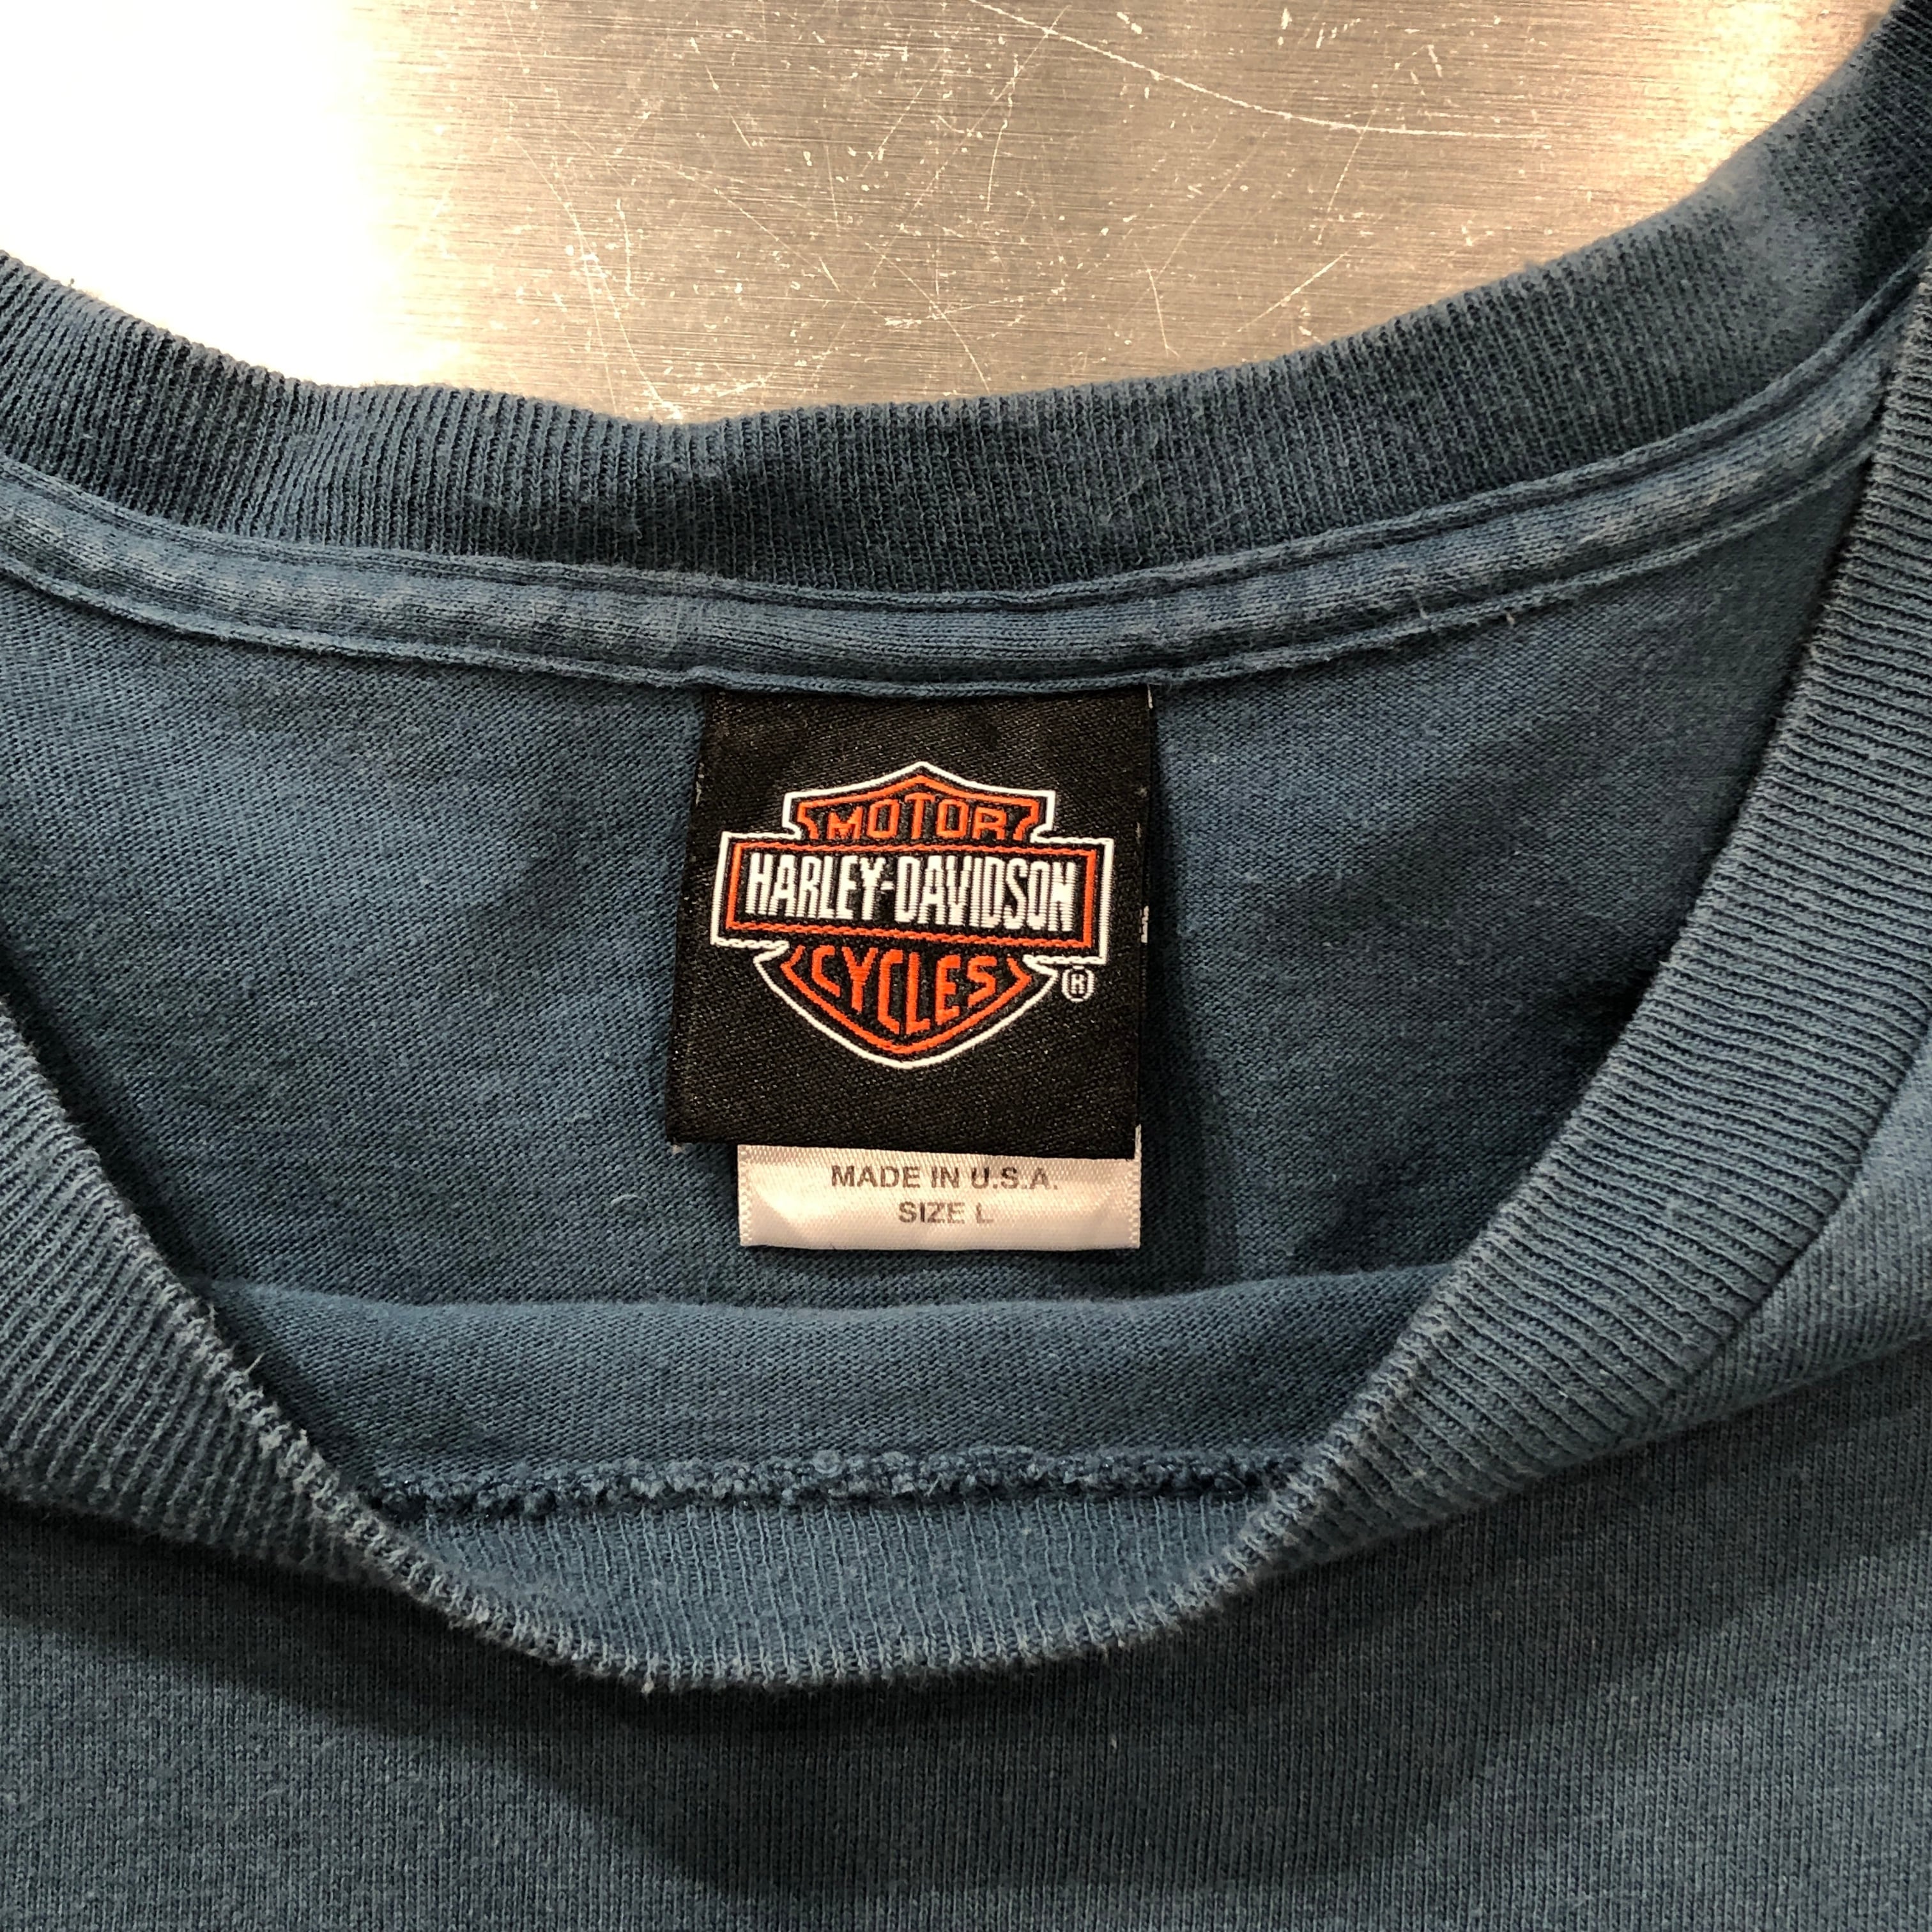 MOTOR
HARLEY-DAVIDSON
CYCLES
®
MADE IN U.S.A.
SIZE L